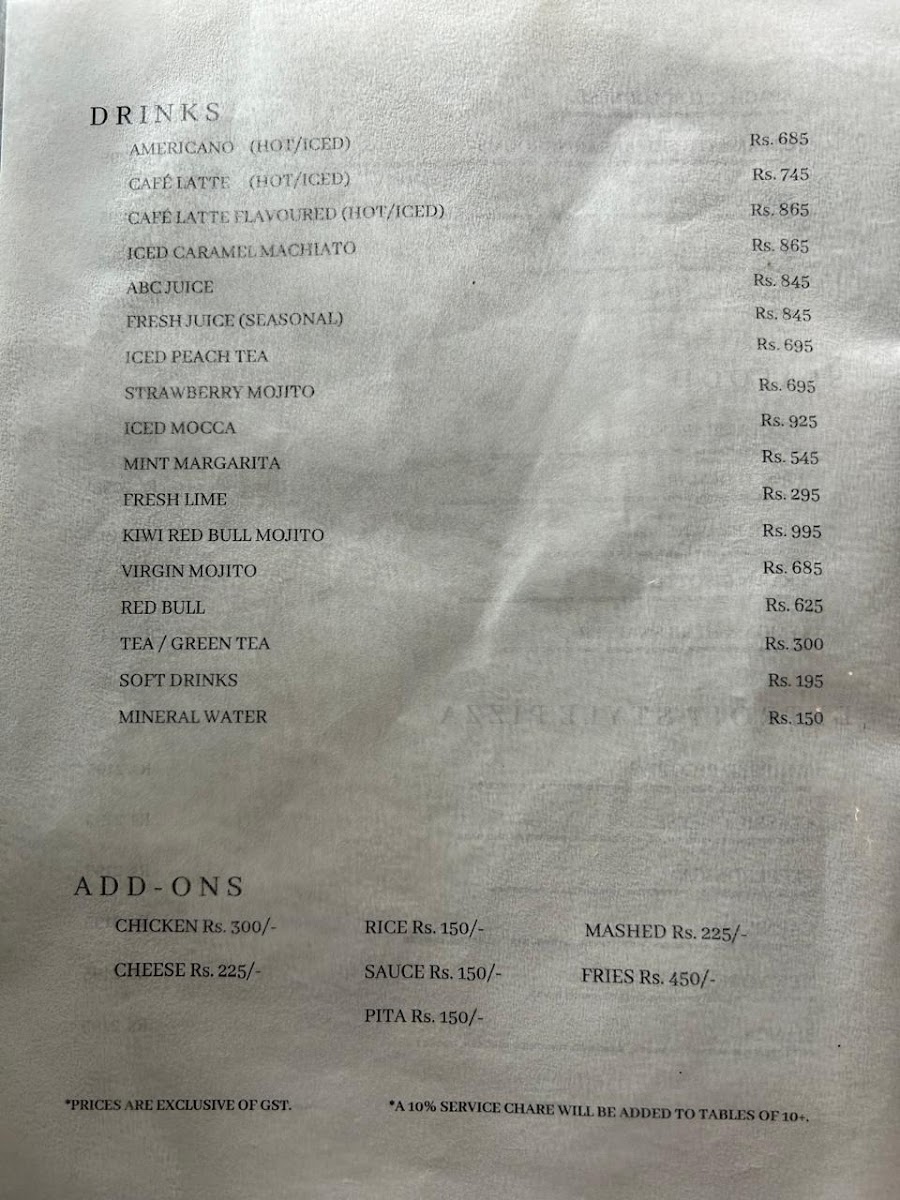 DRINKS
AMERICANO (HOT/ICED) Rs. 685
CAFÉ LATTE (HOT/ICED) Rs. 745
CAFÉ LATTE FLAVOURED (HOT/ICED) Rs. 865
ICED CARAMEL MACHIATO Rs. 865
ABC JUICE Rs. 845
FRESH JUICE (SEASONAL) Rs. 845
ICED PEACH TEA Rs. 695
STRAWBERRY MOJITO Rs. 695
ICED MOCCA Rs. 925
MINT MARGARITA Rs. 545
FRESH LIME Rs. 295
KIWI RED BULL MOJITO Rs. 995
VIRGIN MOJITO Rs. 685
RED BULL Rs. 625
TEA / GREEN TEA Rs. 300
SOFT DRINKS Rs. 195
MINERAL WATER Rs. 150
ADD-ONS
CHICKEN Rs. 300/- RICE Rs. 150/- MASHED Rs. 225/-
CHEESE Rs. 225/- SAUCE Rs. 150/- FRIES Rs. 450/-
PITA Rs. 150/-
*PRICES ARE EXCLUSIVE OF GST. *A 10% SERVICE CHARE WILL BE ADDED TO TABLES OF 10+.